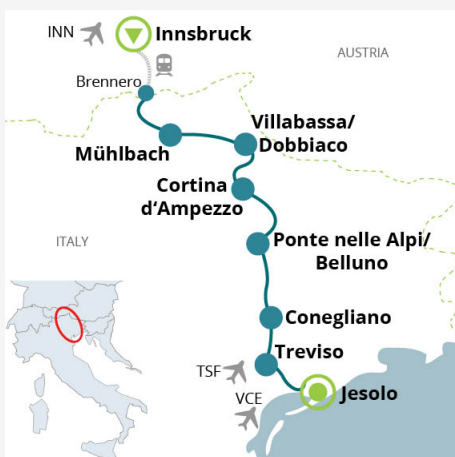 INN
Innsbruck
AUSTRIA
Brennero
Villabassa/
Dobbiaco
Mühlbach
Cortina
d‘Ampezzo
ITALY
Ponte nelle Alpi/
Belluno
Conegliano
Treviso
TSF
VCE
Jesolo